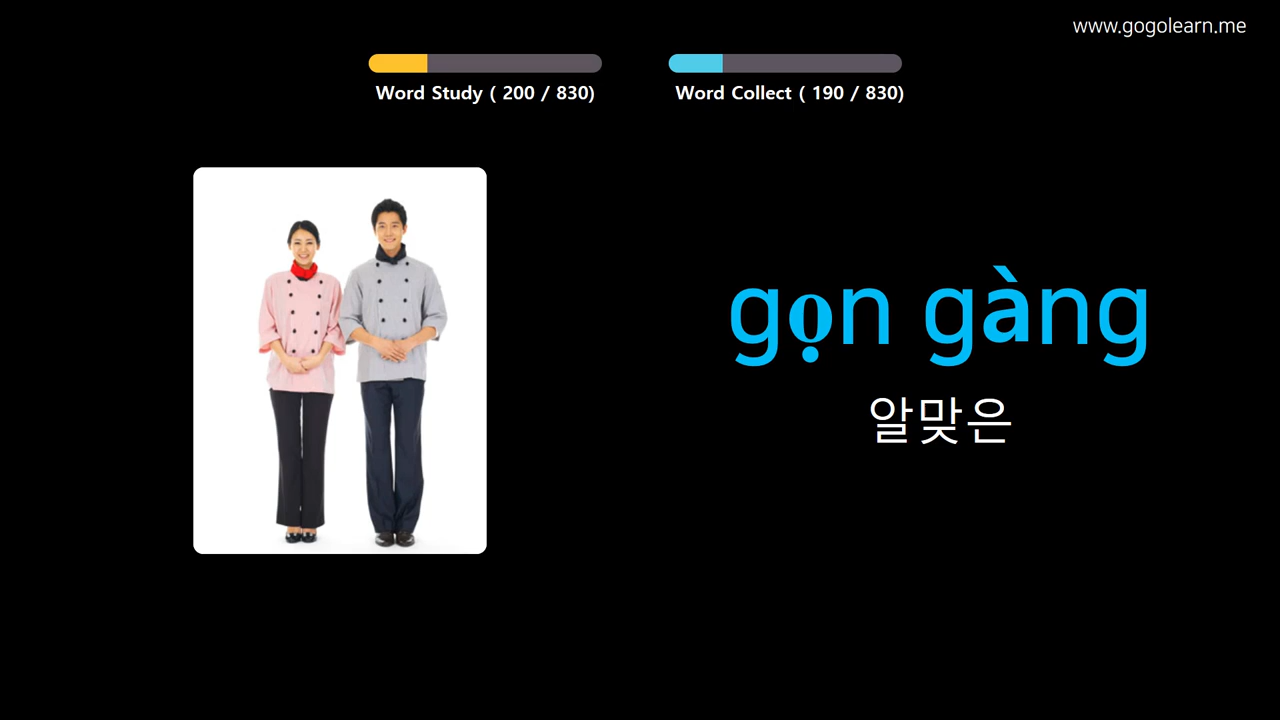 www.gogolearn.me
Word Study ( 200 / 830)
Word Collect ( 190 / 830)
gọn gàng
알맞은